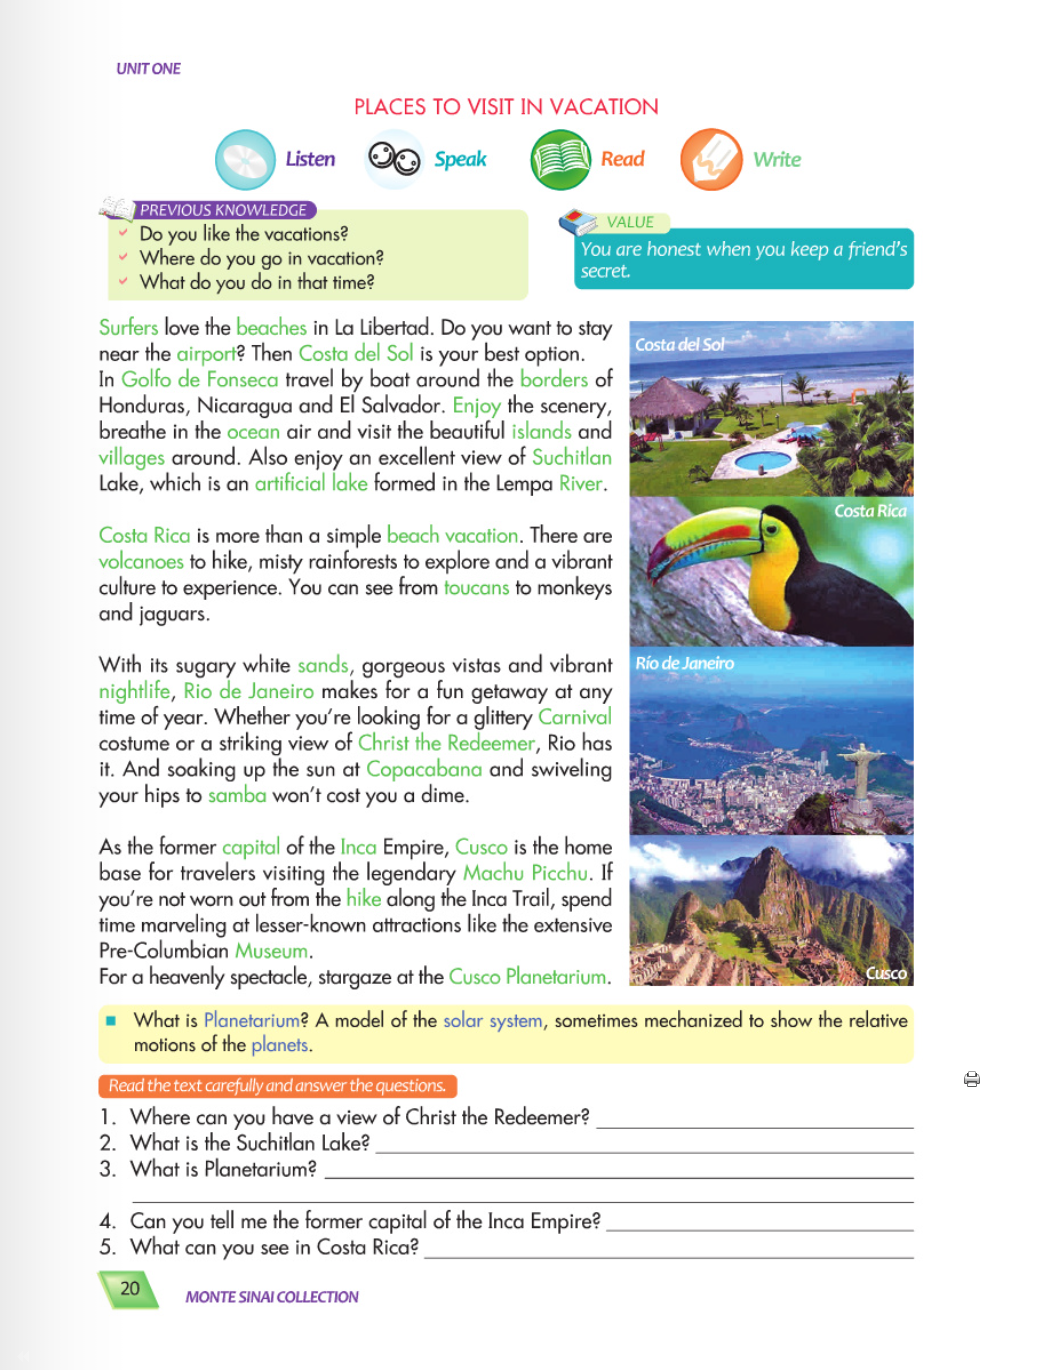 UNIT ONE
PLACES TO VISIT IN VACATION
Listen
Speak
Read
Write
PREVIOUS KNOWLEDGE
Do you like the vacations?
Where do you go in vacation?
What do you do in that time?
VALUE
You are honest when you keep a friend's
secret.
Surfers love the beaches in La Libertad. Do you want to stay
near the airport? Then Costa del Sol is your best option.
In Golfo de Fonseca travel by boat around the borders of
Honduras, Nicaragua and El Salvador. Enjoy the scenery,
breathe in the ocean air and visit the beautiful islands and
villages around. Also enjoy an excellent view of Suchitlan
Lake, which is an artificial lake formed in the Lempa River.
Costa Rica is more than a simple beach vacation. There are
volcanoes to hike, misty rainforests to explore and a vibrant
culture to experience. You can see from toucans to monkeys
and jaguars.
With its sugary white sands, gorgeous vistas and vibrant
nightlife, Rio de Janeiro makes for a fun getaway at any
time of year. Whether you're looking for a glittery Carnival
costume or a striking view of Christ the Redeemer, Rio has
it. And soaking up the sun at Copacabana and swiveling
your hips to samba won't cost you a dime.
As the former capital of the Inca Empire, Cusco is the home
base for travelers visiting the legendary Machu Picchu. If
you're not worn out from the hike along the Inca Trail, spend
time marveling at lesser-known attractions like the extensive
Pre-Columbian Museum.
For a heavenly spectacle, stargaze at the Cusco Planetarium.
Costa del Sol
Costa Rica
Río de Janeiro
Cusco
What is Planetarium? A model of the solar system, sometimes mechanized to show the relative
motions of the planets.
Read the text carefully and answer the questions.
1. Where can you have a view of Christ the Redeemer?
2. What is the Suchitlan Lake?
3. What is Planetarium?
4. Can you tell me the former capital of the Inca Empire?
5. What can you see in Costa Rica?
20
MONTE SINAI COLLECTION